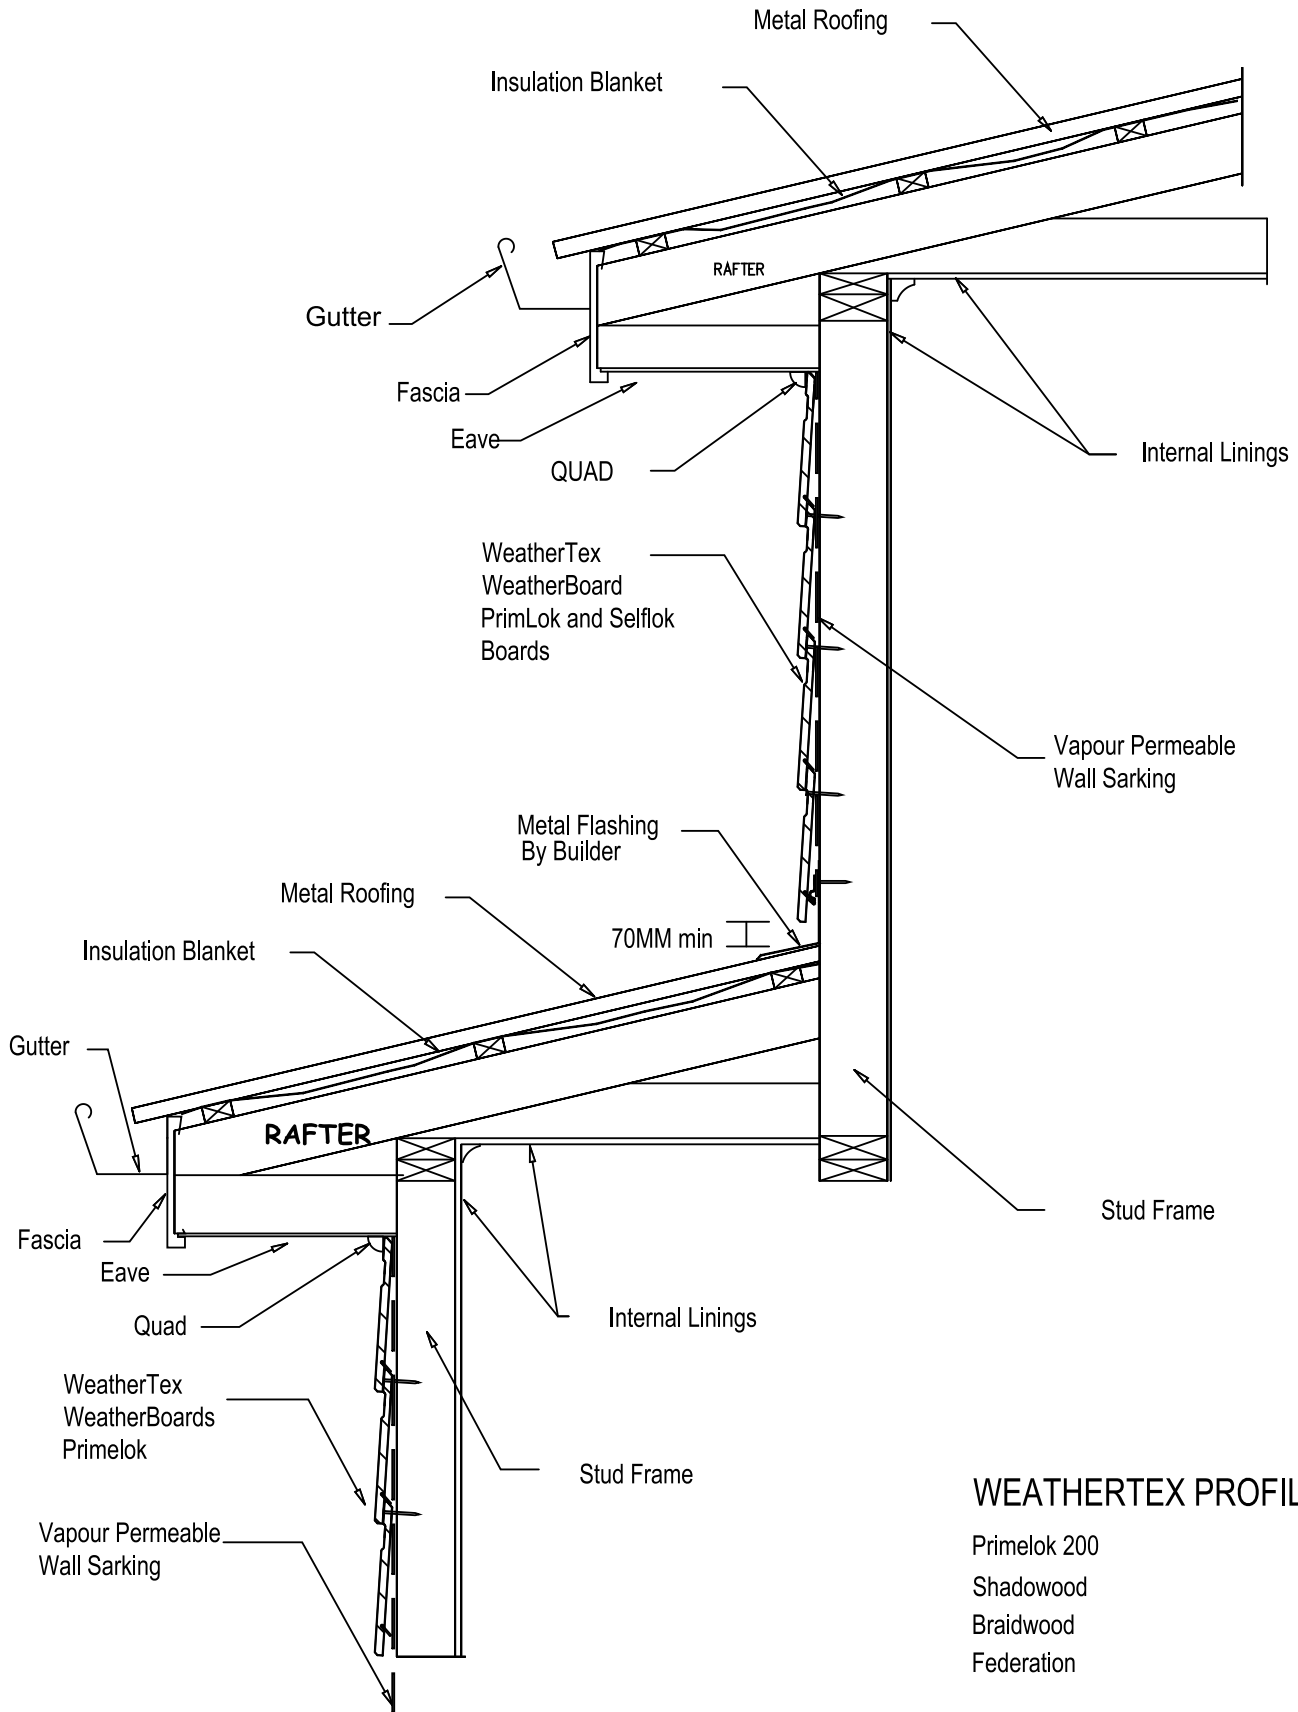 Metal Roofing
Insulation Blanket
RAFTER
Gutter
Fascia
Eave
QUAD
Internal Linings
WeatherTex
WeatherBoard
PrimLok and Selflok
Boards
Vapour Permeable
Wall Sarking
Metal Flashing
By Builder
Metal Roofing
70MM min
Insulation Blanket
Gutter
RAFTER
Stud Frame
Fascia
Eave
Quad
Internal Linings
WeatherTex
WeatherBoards
Primelok
Stud Frame
Vapour Permeable
Wall Sarking
WEATHERTEX PROFIL
Primelok 200
Shadowood
Braidwood
Federation